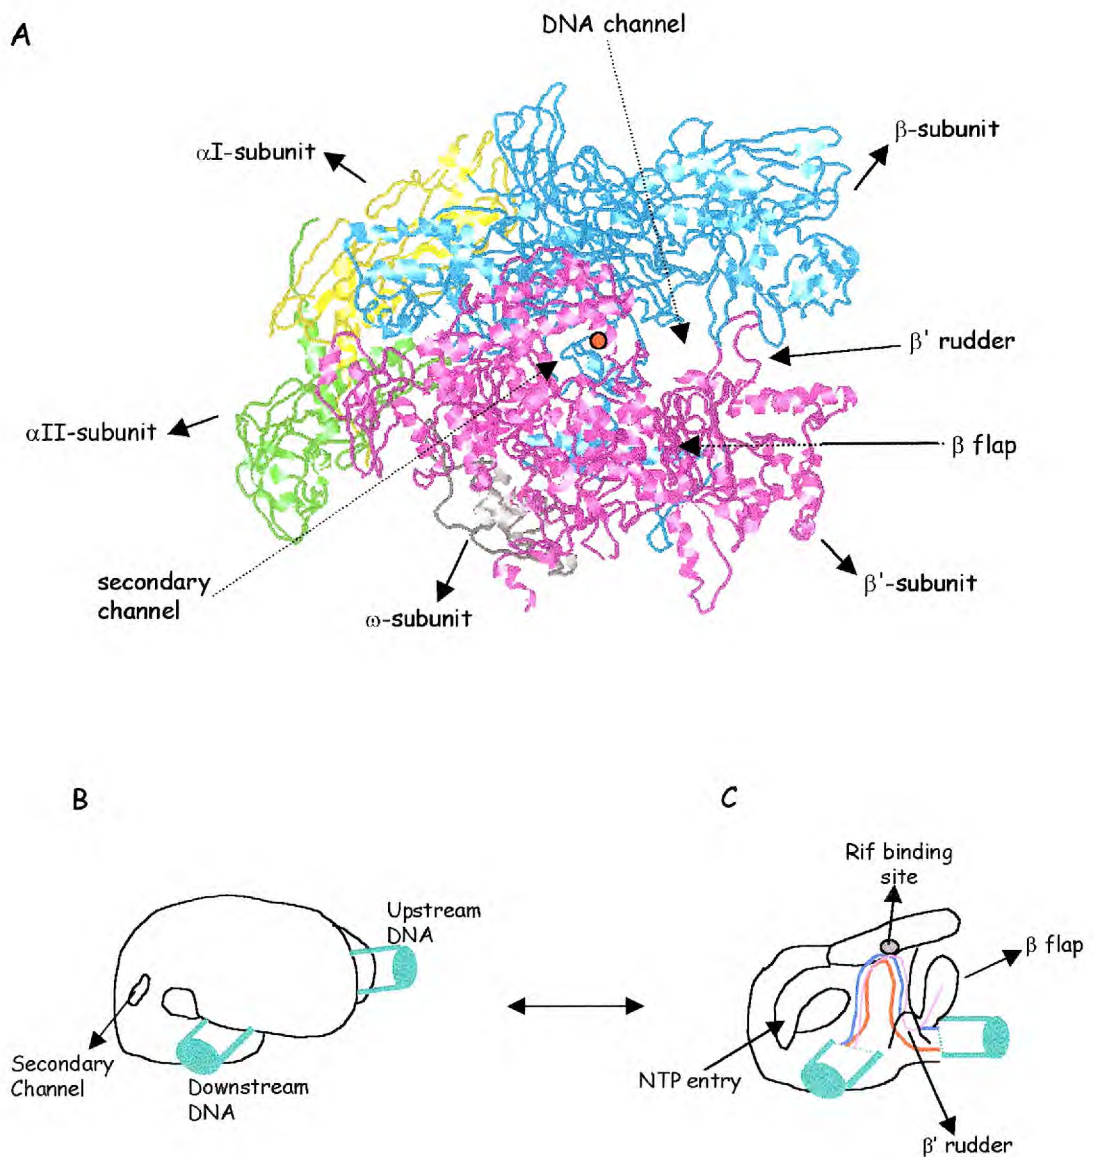 A
DNA channel
αI-subunit
β-subunit
β' rudder
αII-subunit
β flap
secondary
channel
ω-subunit
β'-subunit
B
C
Rif binding
site
Upstream
DNA
β flap
Secondary
Channel
Downstream
DNA
NTP entry
β' rudder